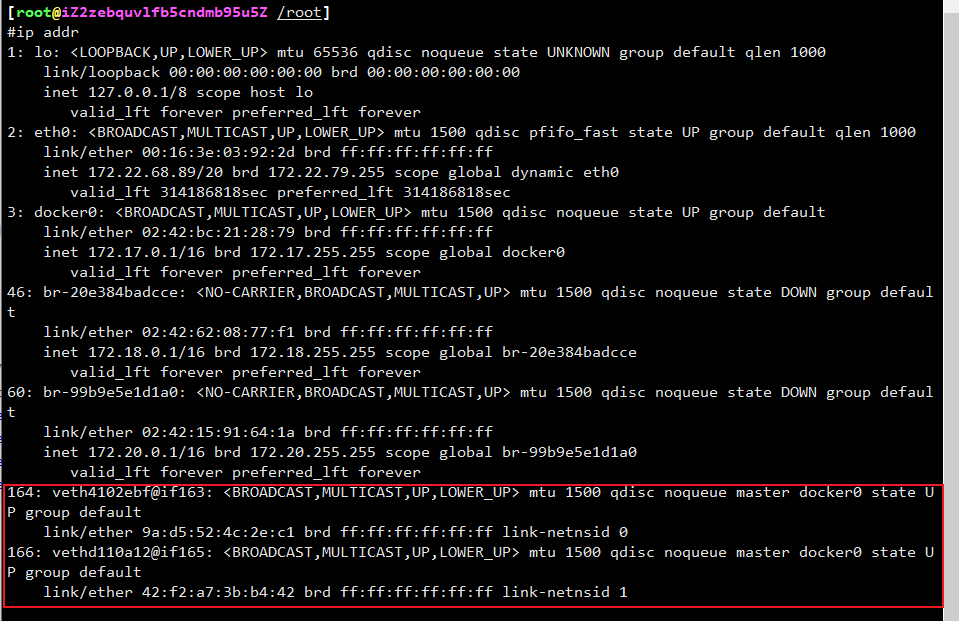 [root@iZ2zebquvlfb5cndmb95u5Z /root]
#ip addr
1: lo: <LOOPBACK,UP,LOWER_UP> mtu 65536 qdisc noqueue state UNKNOWN group default qlen 1000
    link/loopback 00:00:00:00:00:00 brd 00:00:00:00:00:00
    inet 127.0.0.1/8 scope host lo
       valid_lft forever preferred_lft forever
2: eth0: <BROADCAST,MULTICAST,UP,LOWER_UP> mtu 1500 qdisc pfifo_fast state UP group default qlen 1000
    link/ether 00:16:3e:03:92:2d brd ff:ff:ff:ff:ff:ff
    inet 172.22.68.89/20 brd 172.22.79.255 scope global dynamic eth0
       valid_lft 314186818sec preferred_lft 314186818sec
3: docker0: <BROADCAST,MULTICAST,UP,LOWER_UP> mtu 1500 qdisc noqueue state UP group default
    link/ether 02:42:bc:21:28:79 brd ff:ff:ff:ff:ff:ff
    inet 172.17.0.1/16 brd 172.17.255.255 scope global docker0
       valid_lft forever preferred_lft forever
46: br-20e384badcce: <NO-CARRIER,BROADCAST,MULTICAST,UP> mtu 1500 qdisc noqueue state DOWN group defaul
t
    link/ether 02:42:62:08:77:f1 brd ff:ff:ff:ff:ff:ff
    inet 172.18.0.1/16 brd 172.18.255.255 scope global br-20e384badcce
       valid_lft forever preferred_lft forever
60: br-99b9e5e1d1a0: <NO-CARRIER,BROADCAST,MULTICAST,UP> mtu 1500 qdisc noqueue state DOWN group defaul
t
    link/ether 02:42:15:91:64:1a brd ff:ff:ff:ff:ff:ff
    inet 172.20.0.1/16 brd 172.20.255.255 scope global br-99b9e5e1d1a0
       valid_lft forever preferred_lft forever
164: veth4102ebf@if163: <BROADCAST,MULTICAST,UP,LOWER_UP> mtu 1500 qdisc noqueue master docker0 state U
P group default
    link/ether 9a:d5:52:4c:2e:c1 brd ff:ff:ff:ff:ff:ff link-netnsid 0
166: vethd110a12@if165: <BROADCAST,MULTICAST,UP,LOWER_UP> mtu 1500 qdisc noqueue master docker0 state U
P group default
    link/ether 42:f2:a7:3b:b4:42 brd ff:ff:ff:ff:ff:ff link-netnsid 1